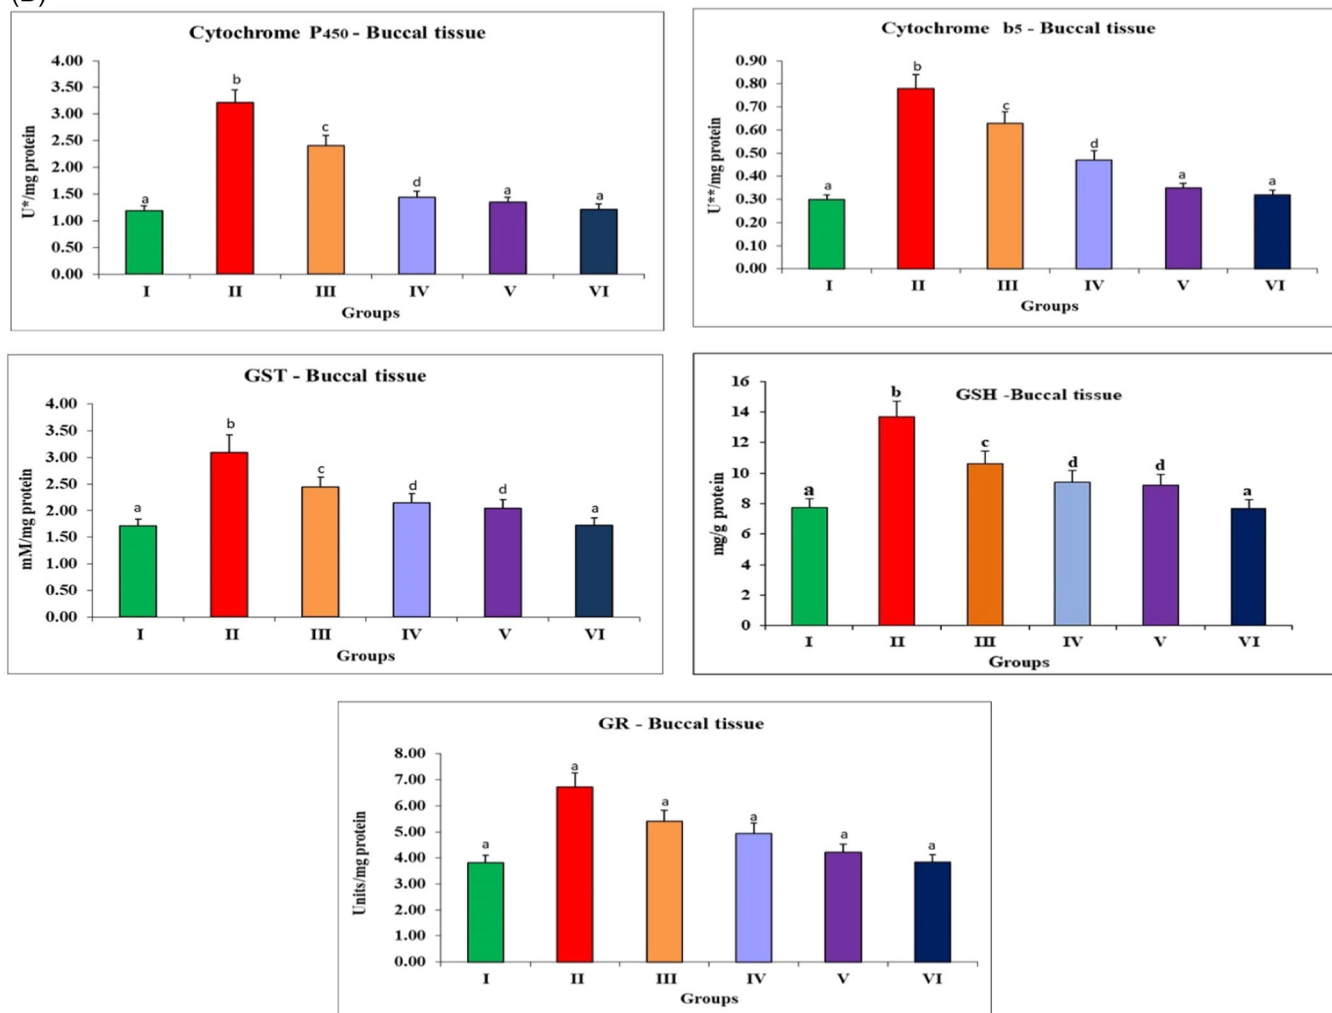 Cytochrome P450 - Buccal tissue
4.00
3.50
3.00
2.50
2.00
1.50
1.00
0.50
0.00
U*/mg protein
a
b
c
d
a
a
I II III IV V VI
Groups
Cytochrome b5 - Buccal tissue
0.90
0.80
0.70
0.60
0.50
0.40
0.30
0.20
0.10
0.00
U**/mg protein
a
b
c
d
a
a
I II III IV V VI
Groups
GST - Buccal tissue
4.00
3.50
3.00
2.50
2.00
1.50
1.00
0.50
0.00
mM/mg protein
a
b
c
d
d
a
I II III IV V VI
Groups
GSH -Buccal tissue
16
14
12
10
8
6
4
2
0
mg/g protein
a
b
c
d
d
a
I II III IV V VI
Groups
GR - Buccal tissue
8.00
7.00
6.00
5.00
4.00
3.00
2.00
1.00
0.00
Units/mg protein
a
a
a
a
a
a
I II III IV V VI
Groups